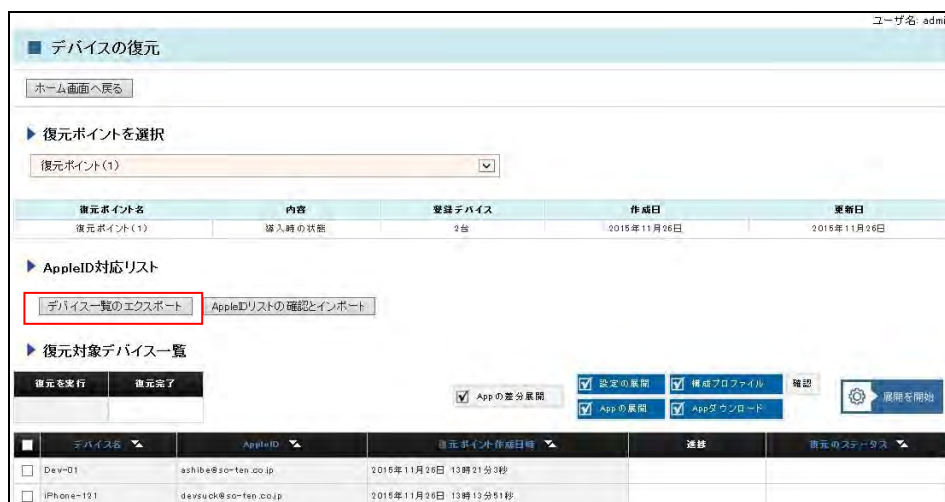 ユーザ名: admi
デバイスの復元
ホーム画面へ戻る
復元ポイントを選択
復元ポイント(1)
復元ポイント名 内容 登録デバイス 作成日 更新日
復元ポイント(1) 導入時の状態 2台 2015年11月26日 2015年11月26日
AppleID対応リスト
デバイス一覧のエクスポート AppleIDリストの確認とインポート
復元対象デバイス一覧
復元を実行 復元完了
Appの差分展開 設定の展開 構成プロファイル 確認
Appの展開 Appダウンロード 展開を開始
デバイス名 AppleID 復元ポイント作成日時 進捗 復元のステータス
Dev-01 ashibe@so-ten.co.jp 2015年11月26日 13時21分3秒
iPhone-121 devsuck@so-ten.co.jp 2015年11月26日 13時13分51秒